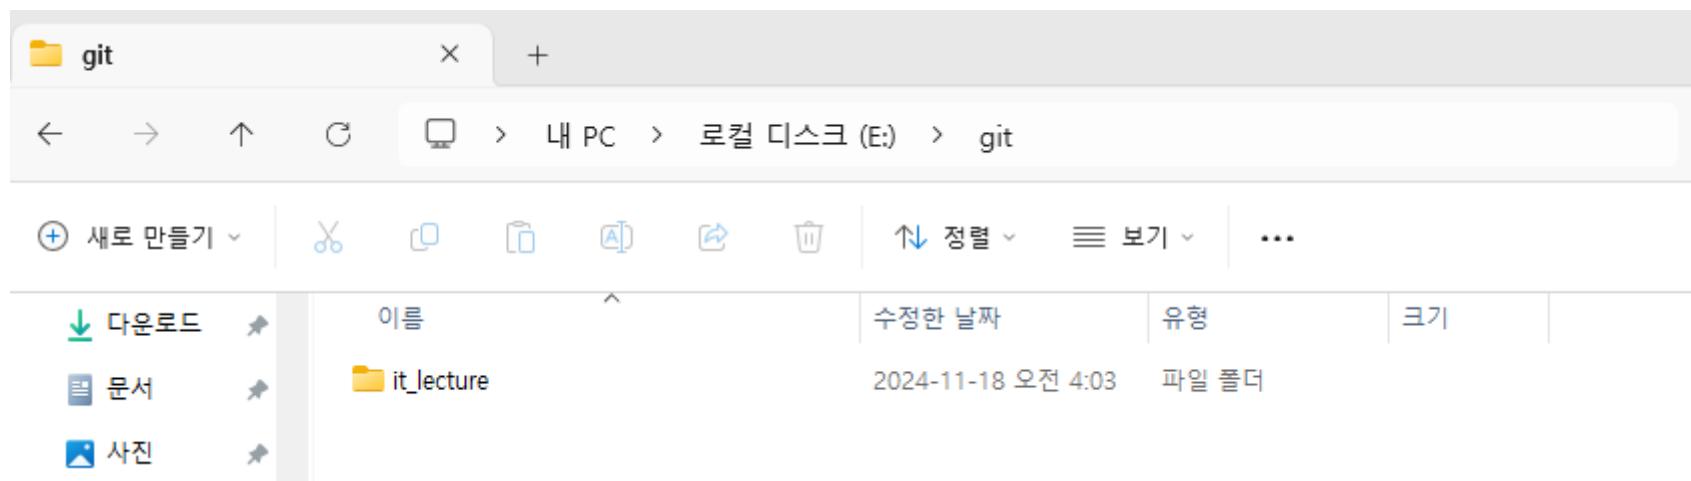 git
내 PC > 로컬 디스크 (E:) > git
새로 만들기 정렬 보기 ...
이름 수정한 날짜 유형 크기
다운로드
it_lecture 2024-11-18 오전 4:03 파일 폴더
문서
사진